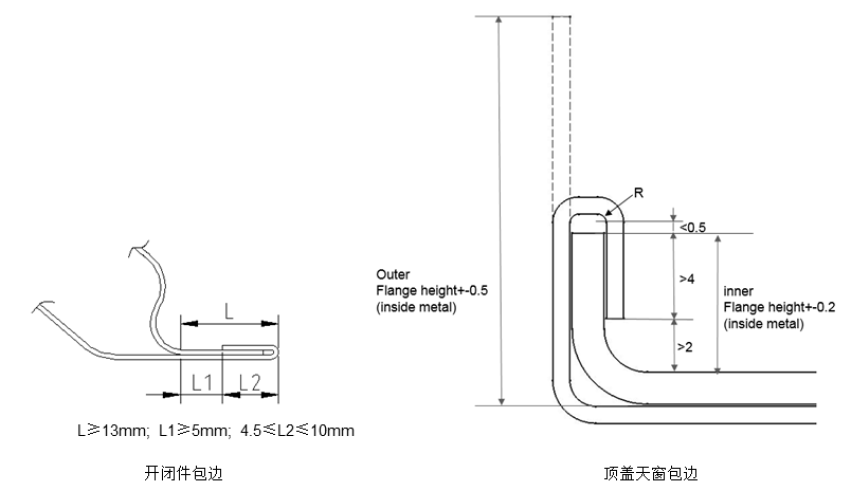 L
L1
L2
L≥13mm; L1≥5mm; 4.5≤L2≤10mm
开闭件包边
R
<0.5
>4
>2
Outer
Flange height+-0.5
(inside metal)
inner
Flange height+-0.2
(inside metal)
顶盖天窗包边